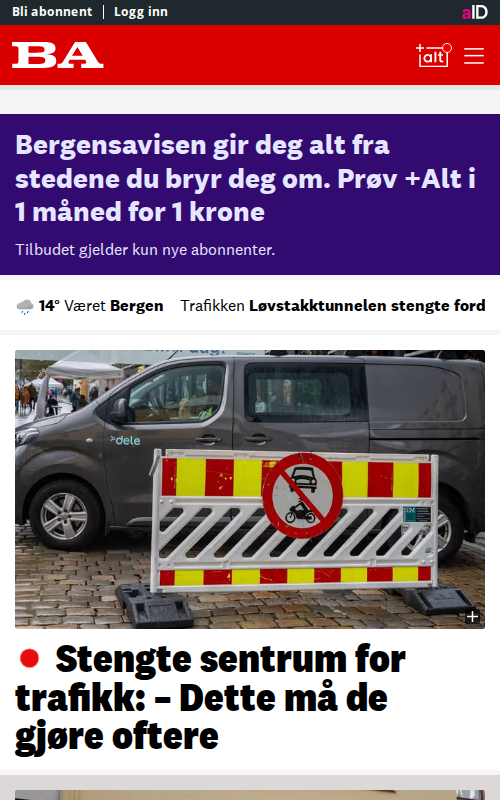 Bli abonnent
Logg inn
aID
BA
+alt
Bergensavisen gir deg alt fra
stedene du bryr deg om. Prøv +Alt i
1 måned for 1 krone
Tilbudet gjelder kun nye abonnenter.
14° Været Bergen
Trafikken Løvstakktunnelen stengte ford
dele
Stengte sentrum for
trafikk: – Dette må de
gjøre oftere